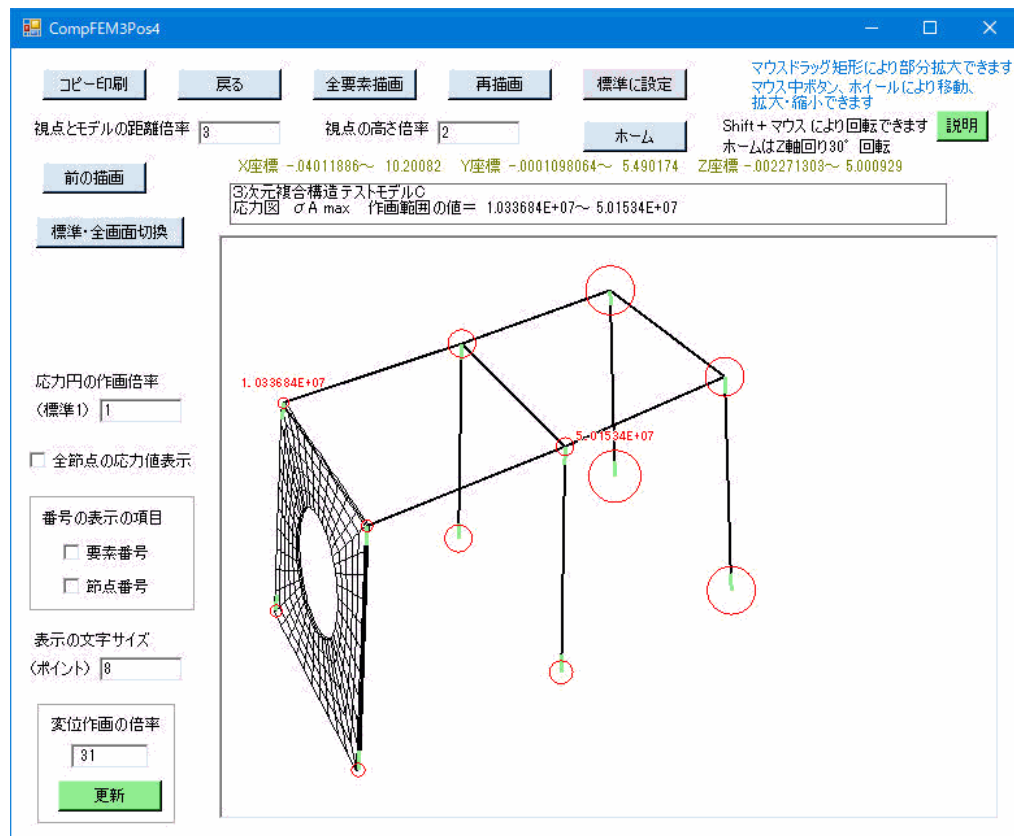 CompFEM3Pos4
コピー印刷
戻る
全要素描画
再描画
標準に設定
マウスドラッグ矩形により部分拡大できます
マウス中ボタン、ホイールにより移動、
拡大・縮小できます
視点とモデルの距離倍率 3
視点の高さ倍率 2
ホーム
Shift+マウスにより回転できます
ホームはZ軸回り30° 回転
説明
前の描画
X座標 -.04011886～ 10.20082 Y座標 -.0001098064～ 5.490174 Z座標 -.002271303～ 5.000929
3次元複合構造テストモデルC
応力図 σA max 作画範囲の値= 1.033684E+07～ 5.01534E+07
標準・全画面切換
1.033684E+07
5.01534E+07
応力円の作画倍率
(標準1) 1
全節点の応力値表示
番号の表示の項目
要素番号
節点番号
表示の文字サイズ
(ポイント) 8
変位作画の倍率
31
更新